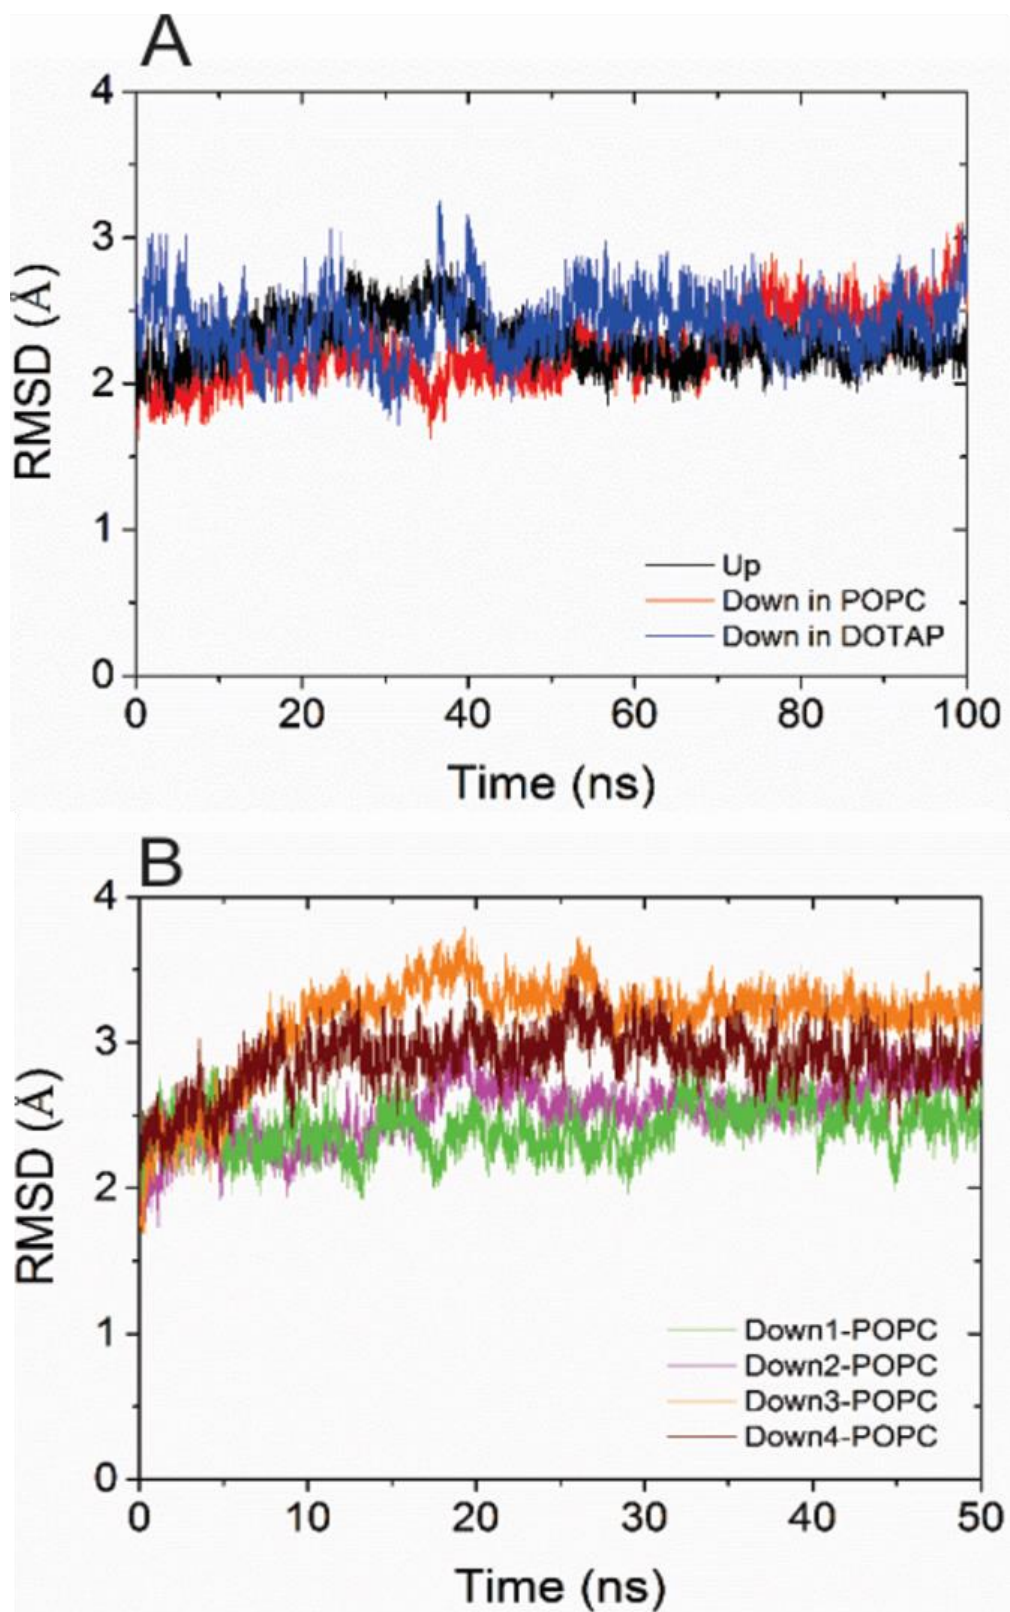 A
4
3
2
1
0
RMSD (Å)
Up
Down in POPC
Down in DOTAP
0 20 40 60 80 100
Time (ns)
B
4
3
2
1
0
RMSD (Å)
Down1-POPC
Down2-POPC
Down3-POPC
Down4-POPC
0 10 20 30 40 50
Time (ns)